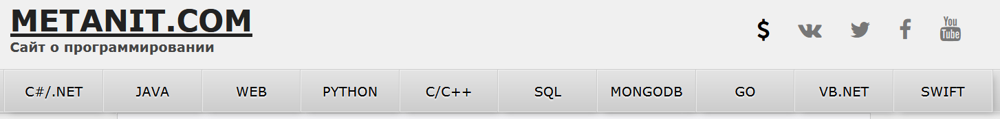 METANIT.COM
Сайт о программировании
$
You
Tube
C#/.NET JAVA WEB PYTHON C/C++ SQL MONGODB GO VB.NET SWIFT